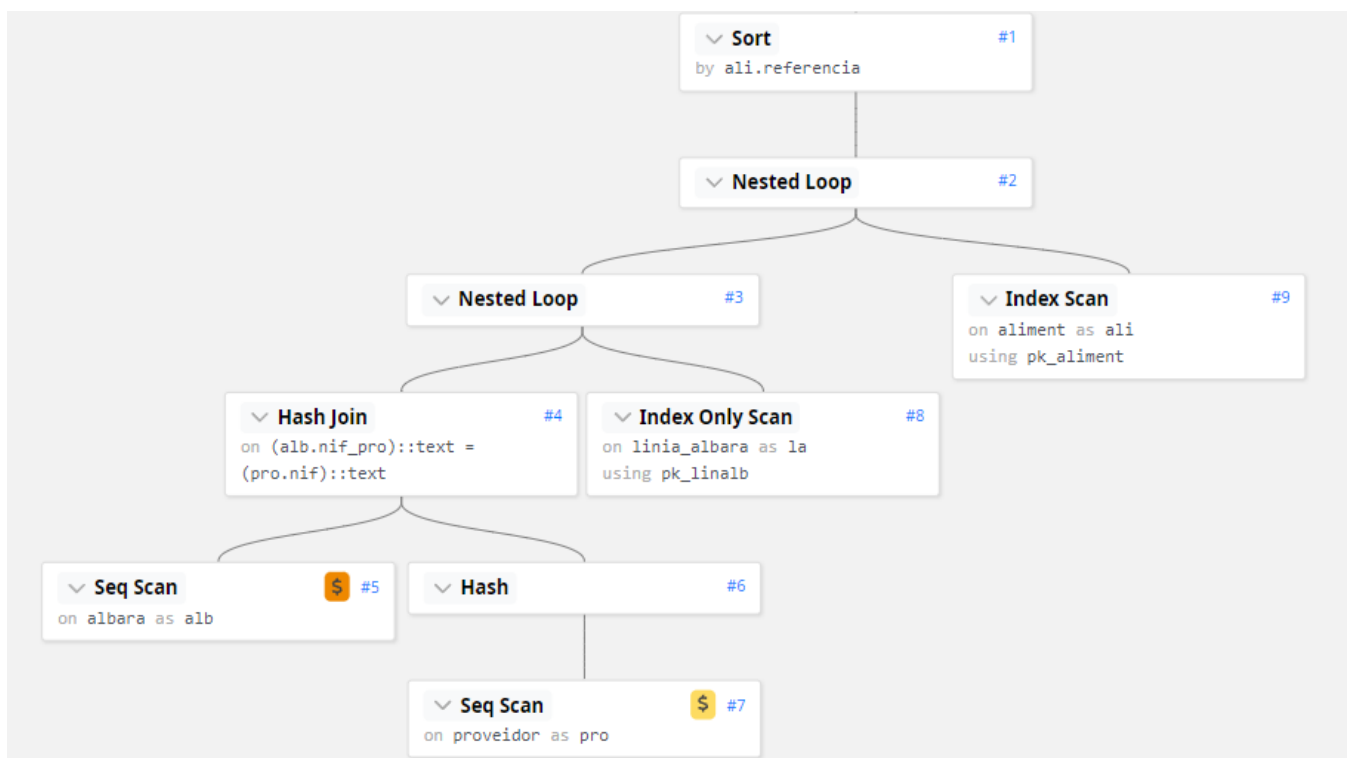 Sort #1
by ali.referencia
Nested Loop #2
Nested Loop #3
Index Scan #9
on aliment as ali
using pk_aliment
Hash Join #4
on (alb.nif_pro)::text =
(pro.nif)::text
Index Only Scan #8
on linia_albara as la
using pk_linalb
Seq Scan $ #5
on albara as alb
Hash #6
Seq Scan $ #7
on proveidor as pro